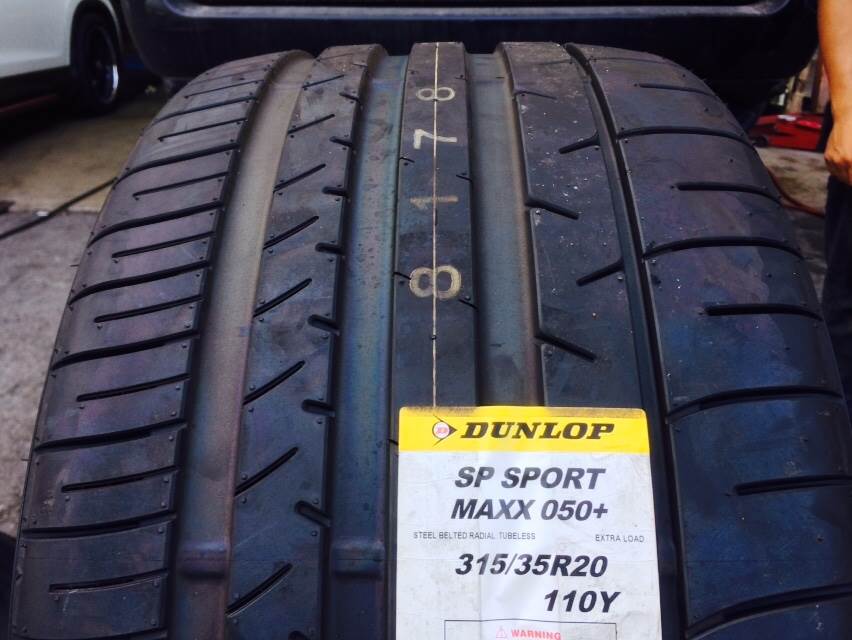 8178
DUNLOP
SP SPORT
MAXX 050+
STEEL BELTED RADIAL TUBELESS EXTRA LOAD
315/35R20
110Y
WARNING